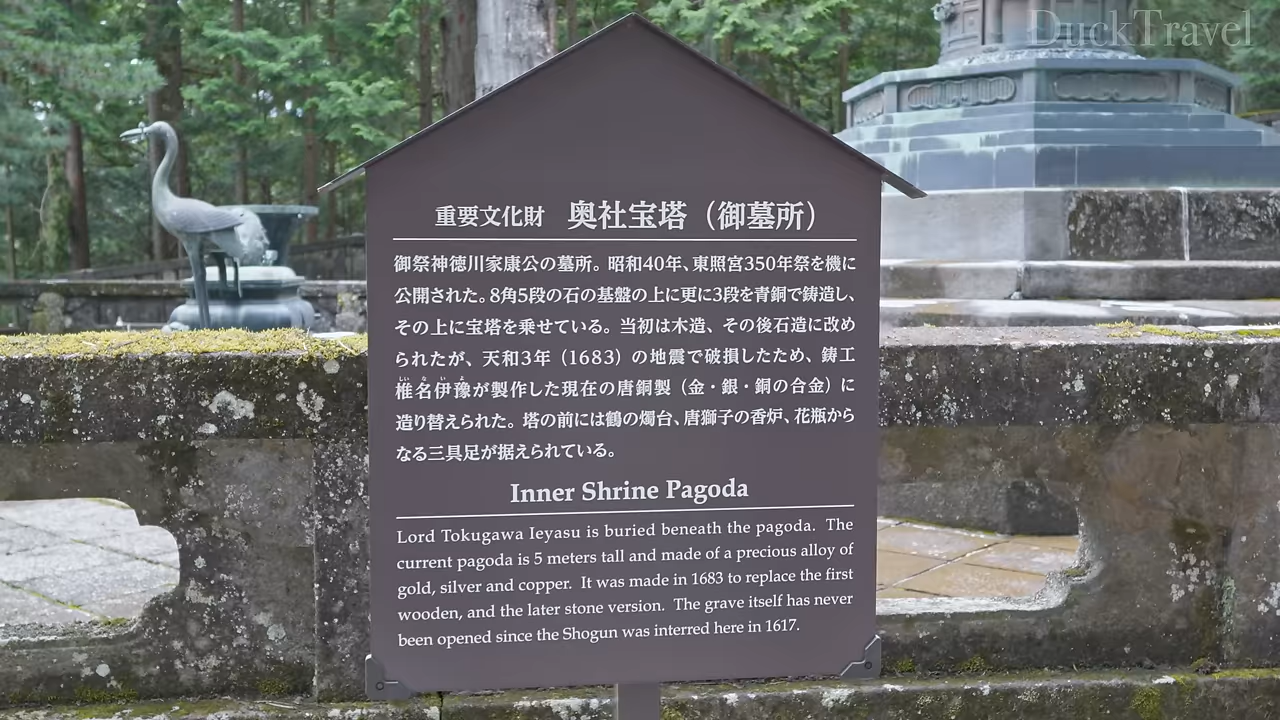 DuckTravel
重要文化財 奥社宝塔（御墓所）
御祭神徳川家康公の墓所。昭和40年、東照宮350年祭を機に
公開された。8角5段の石の基盤の上に更に3段を青銅で鋳造し、
その上に宝塔を乗せている。当初は木造、その後石造に改め
られたが、天和3年（1683）の地震で破損したため、鋳工
椎名伊豫が製作した現在の唐銅製（金・銀・銅の合金）に
造り替えられた。塔の前には鶴の燭台、唐獅子の香炉、花瓶から
なる三具足が据えられている。
Inner Shrine Pagoda
Lord Tokugawa Ieyasu is buried beneath the pagoda. The
current pagoda is 5 meters tall and made of a precious alloy of
gold, silver and copper. It was made in 1683 to replace the first
wooden, and the later stone version. The grave itself has never
been opened since the Shogun was interred here in 1617.